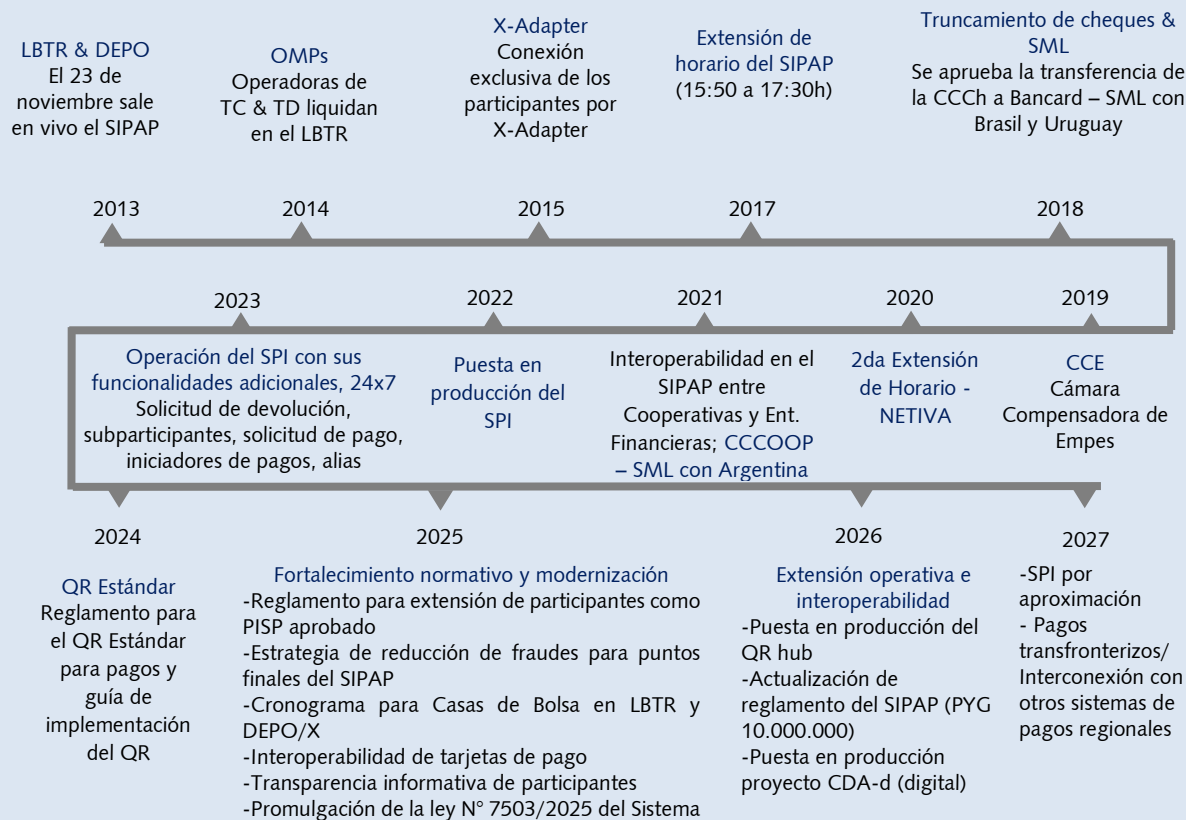 LBTR & DEPO
El 23 de
noviembre sale
en vivo el SIPAP
OMPs
Operadoras de
TC & TD liquidan
en el LBTR
X-Adapter
Conexión
exclusiva de los
participantes por
X-Adapter
Extensión de
horario del SIPAP
(15:50 a 17:30h)
Truncamiento de cheques &
SML
Se aprueba la transferencia de
la CCCh a Bancard – SML con
Brasil y Uruguay
2013
2014
2015
2017
2018
2023
2022
2021
2020
2019
Operación del SPI con sus
funcionalidades adicionales, 24x7
Solicitud de devolución,
subparticipantes, solicitud de pago,
iniciadores de pagos, alias
Puesta en
producción del
SPI
Interoperabilidad en el
SIPAP entre
Cooperativas y Ent.
Financieras; CCCOOP
– SML con Argentina
2da Extensión
de Horario -
NETIVA
CCE
Cámara
Compensadora de
Empes
2024
2025
2026
2027
QR Estándar
Reglamento para
el QR Estándar
para pagos y
guía de
implementación
del QR
Fortalecimiento normativo y modernización
-Reglamento para extensión de participantes como
PISP aprobado
-Estrategia de reducción de fraudes para puntos
finales del SIPAP
-Cronograma para Casas de Bolsa en LBTR y
DEPO/X
-Interoperabilidad de tarjetas de pago
-Transparencia informativa de participantes
-Promulgación de la ley N° 7503/2025 del Sistema
Extensión operativa e
interoperabilidad
-Puesta en producción del
QR hub
-Actualización de
reglamento del SIPAP (PYG
10.000.000)
-Puesta en producción
proyecto CDA-d (digital)
-SPI por
aproximación
- Pagos
transfronterizos/
Interconexión con
otros sistemas de
pagos regionales